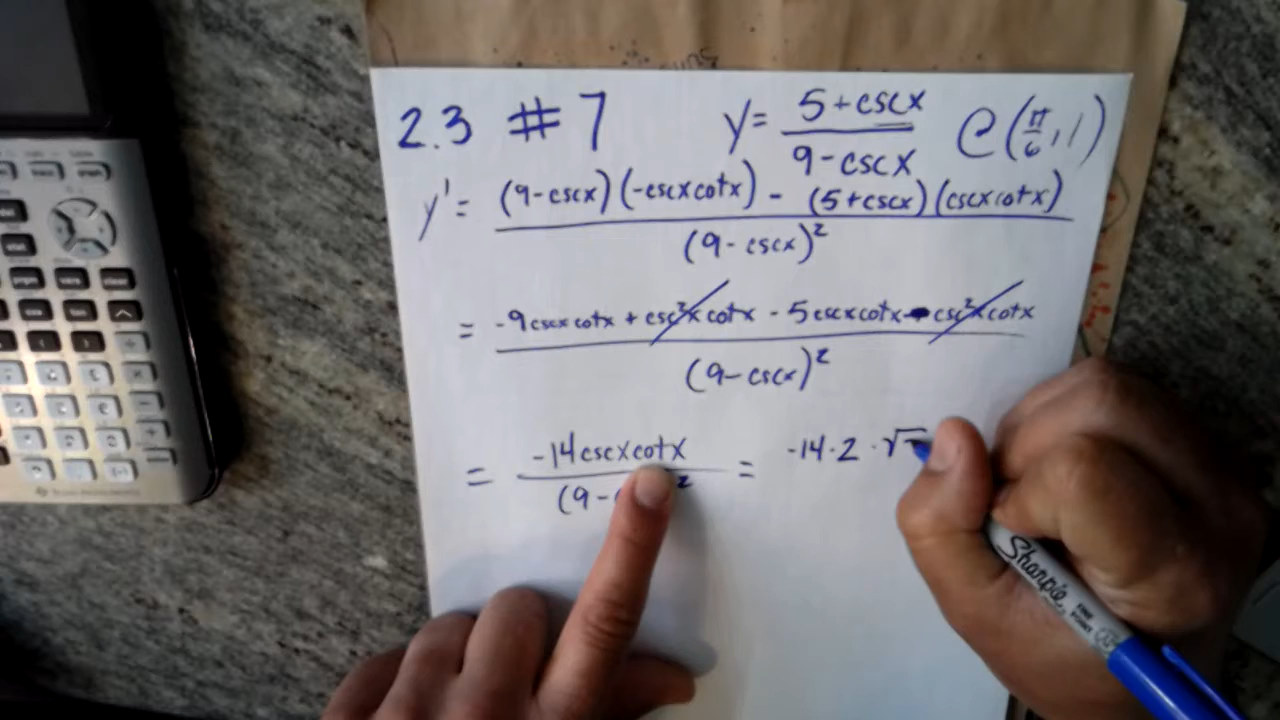 2.3 #7 y = (5+cscx)/(9-cscx) @ (π/6, 1)
y' = ((9-cscx)(-cscxcotx) - (5+cscx)(cscxcotx))/(9-cscx)²
= (-9cscxcotx + csc²xcotx - 5cscxcotx - csc²xcotx)/(9-cscx)²
= -14cscxcotx/(9- ² = -14·2·√
Sharpie